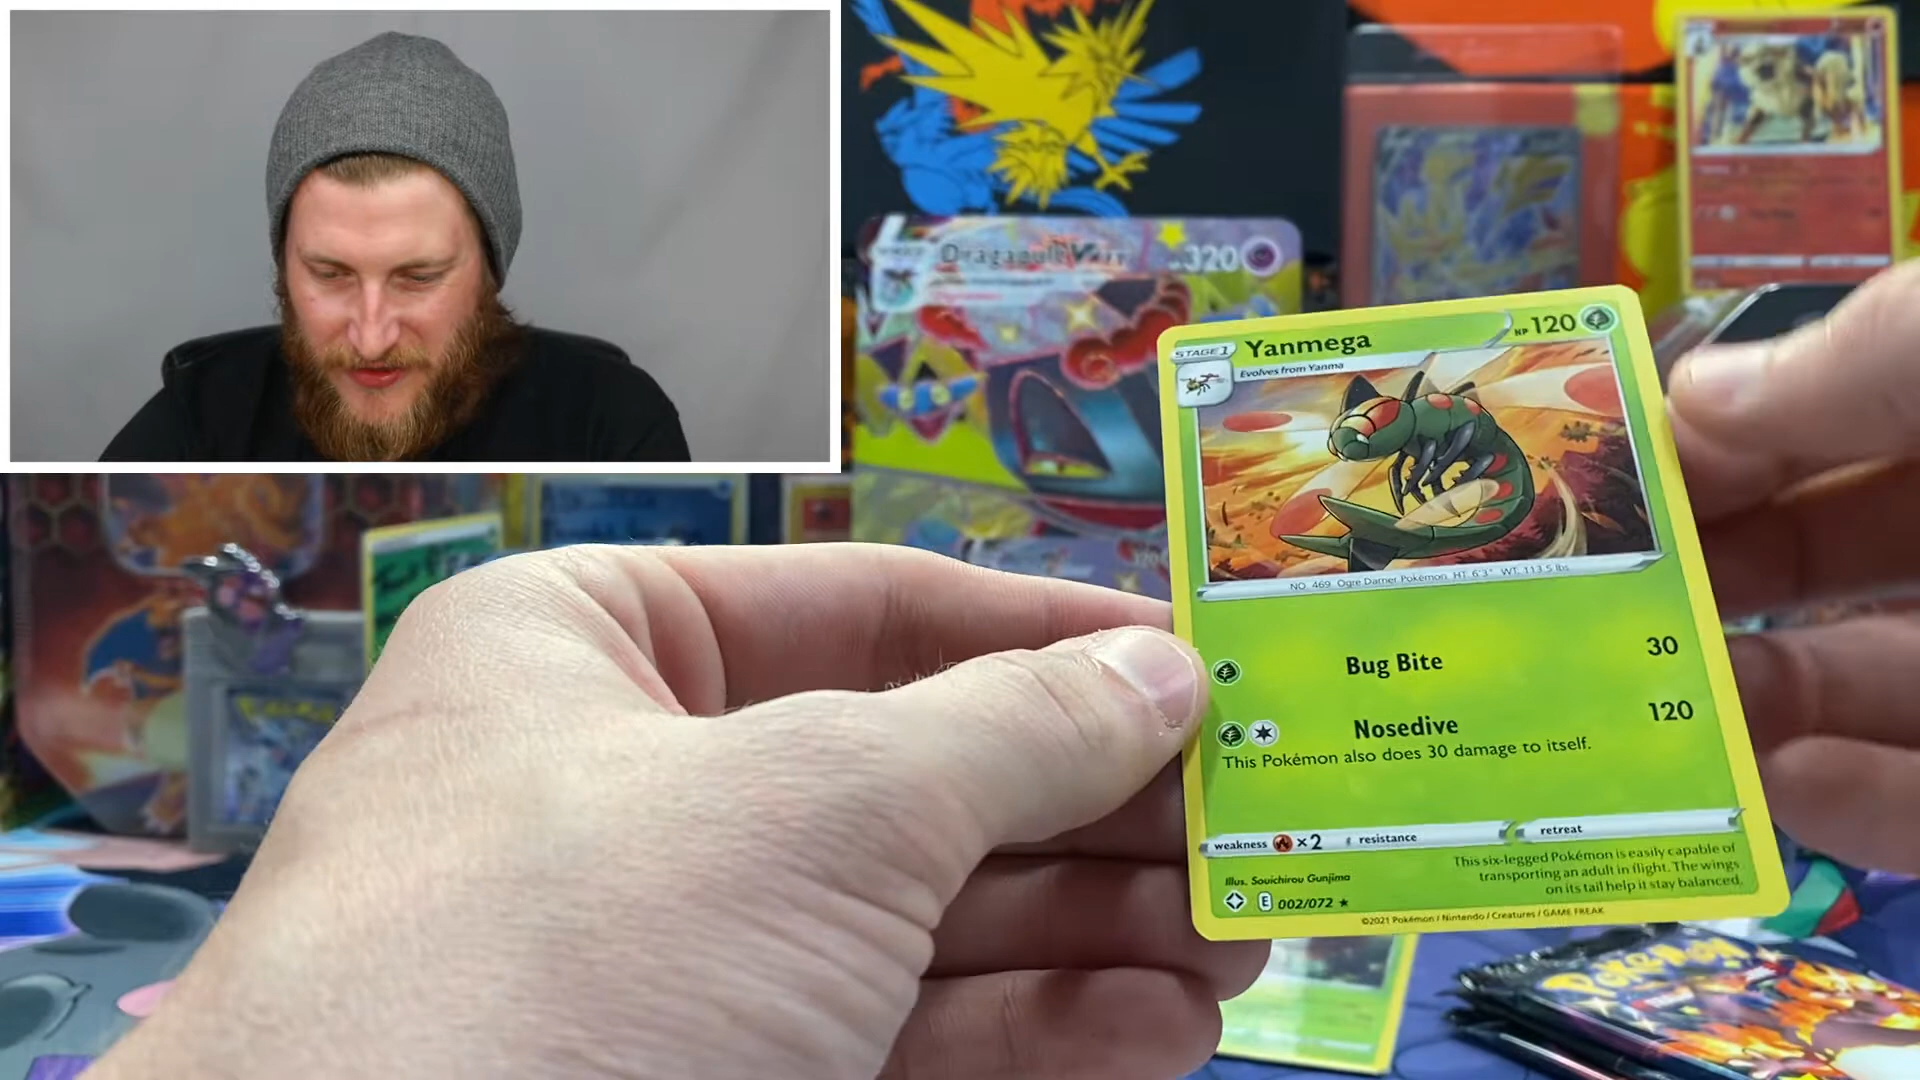 Dragapult VMAX 320
STAGE 1 Yanmega HP 120
Evolves from Yanma
NO. 469 Ogre Darner Pokémon HT. 6'3" WT. 113.5 lbs
Bug Bite 30
Nosedive 120
This Pokémon also does 30 damage to itself.
weakness ×2 resistance retreat
This six-legged Pokémon is easily capable of
transporting an adult in flight. The wings
on its tail help it stay balanced.
Illus. Souichirou Gunjima
E 002/072
©2021 Pokémon / Nintendo / Creatures / GAME FREAK
POKéMON